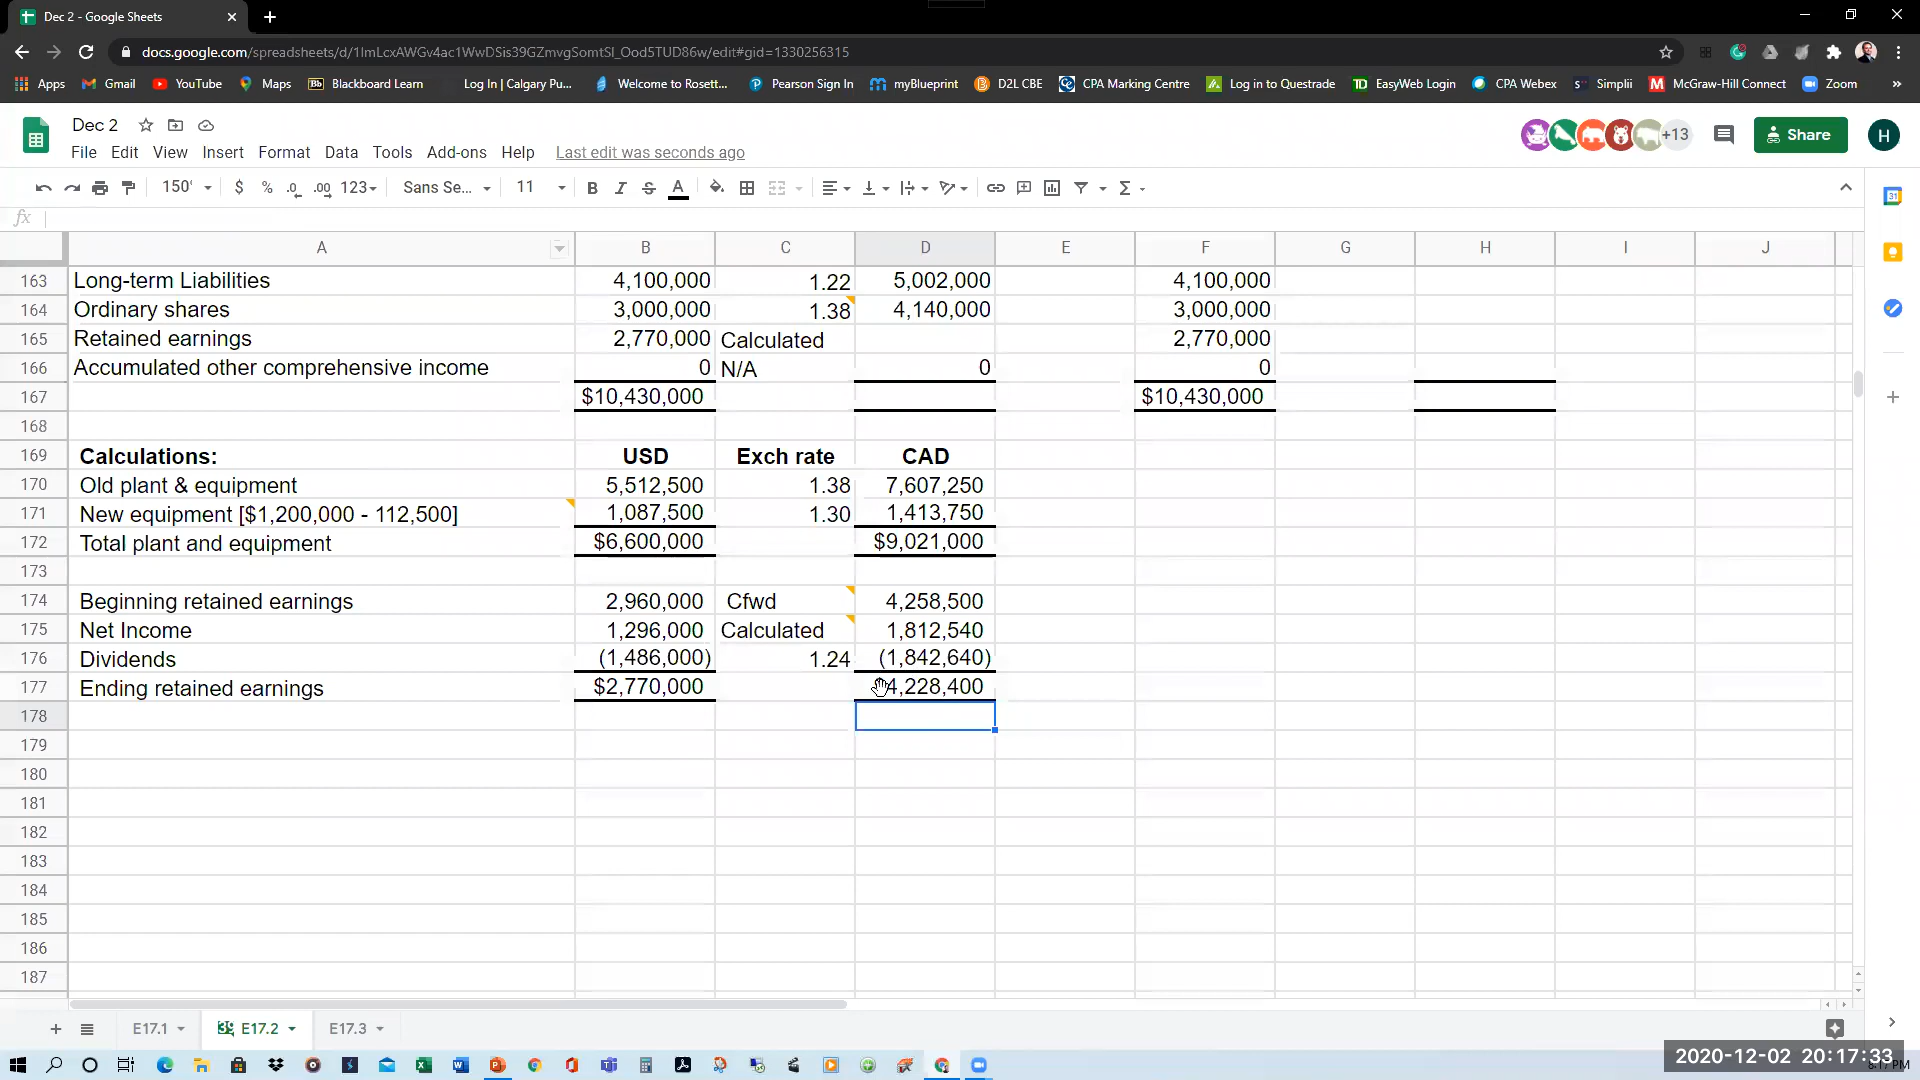 Dec 2 - Google Sheets
docs.google.com/spreadsheets/d/1lmLcxAWGv4ac1WwDSis39GZmvgSomtSl_Ood5TUD86w/edit#gid=1330256315
Apps Gmail YouTube Maps Bb Blackboard Learn Log In | Calgary Pu... Welcome to Rosett... Pearson Sign In myBlueprint D2L CBE CPA Marking Centre Log in to Questrade TD EasyWeb Login CPA Webex Simplii McGraw-Hill Connect Zoom »
Dec 2
+13 Share H
File Edit View Insert Format Data Tools Add-ons Help Last edit was seconds ago
150% $ % .0 .00 123 Sans Se... 11 B I S A Σ
fx
A B C D E F G H I J
163 Long-term Liabilities 4,100,000 1.22 5,002,000 4,100,000
164 Ordinary shares 3,000,000 1.38 4,140,000 3,000,000
165 Retained earnings 2,770,000 Calculated 2,770,000
166 Accumulated other comprehensive income 0 N/A 0 0
167 $10,430,000 $10,430,000
168
169 Calculations: USD Exch rate CAD
170 Old plant & equipment 5,512,500 1.38 7,607,250
171 New equipment [$1,200,000 - 112,500] 1,087,500 1.30 1,413,750
172 Total plant and equipment $6,600,000 $9,021,000
173
174 Beginning retained earnings 2,960,000 Cfwd 4,258,500
175 Net Income 1,296,000 Calculated 1,812,540
176 Dividends (1,486,000) 1.24 (1,842,640)
177 Ending retained earnings $2,770,000 4,228,400
178
179
180
181
182
183
184
185
186
187
E17.1 E17.2 E17.3
2020-12-02 20:17:33